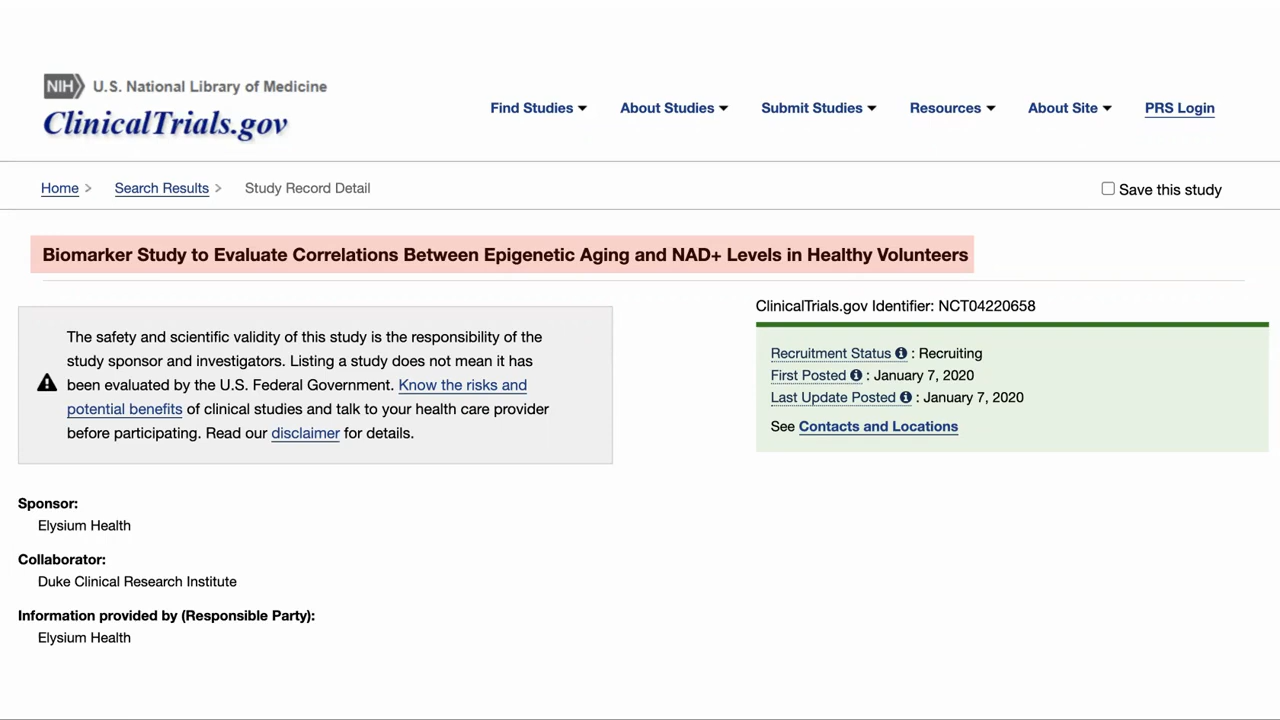 NIH U.S. National Library of Medicine
ClinicalTrials.gov
Find Studies About Studies Submit Studies Resources About Site PRS Login
Home > Search Results > Study Record Detail
Save this study
Biomarker Study to Evaluate Correlations Between Epigenetic Aging and NAD+ Levels in Healthy Volunteers
The safety and scientific validity of this study is the responsibility of the
study sponsor and investigators. Listing a study does not mean it has
been evaluated by the U.S. Federal Government. Know the risks and
potential benefits of clinical studies and talk to your health care provider
before participating. Read our disclaimer for details.
ClinicalTrials.gov Identifier: NCT04220658
Recruitment Status : Recruiting
First Posted : January 7, 2020
Last Update Posted : January 7, 2020
See Contacts and Locations
Sponsor:
Elysium Health
Collaborator:
Duke Clinical Research Institute
Information provided by (Responsible Party):
Elysium Health